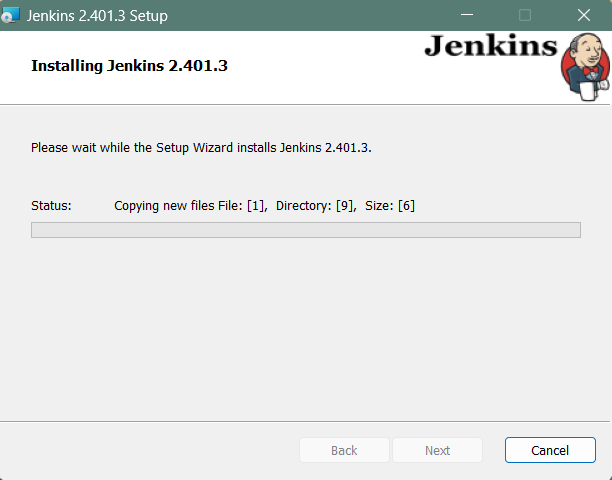 Jenkins 2.401.3 Setup
Jenkins
Installing Jenkins 2.401.3
Please wait while the Setup Wizard installs Jenkins 2.401.3.
Status: Copying new files File: [1], Directory: [9], Size: [6]
Back Next Cancel